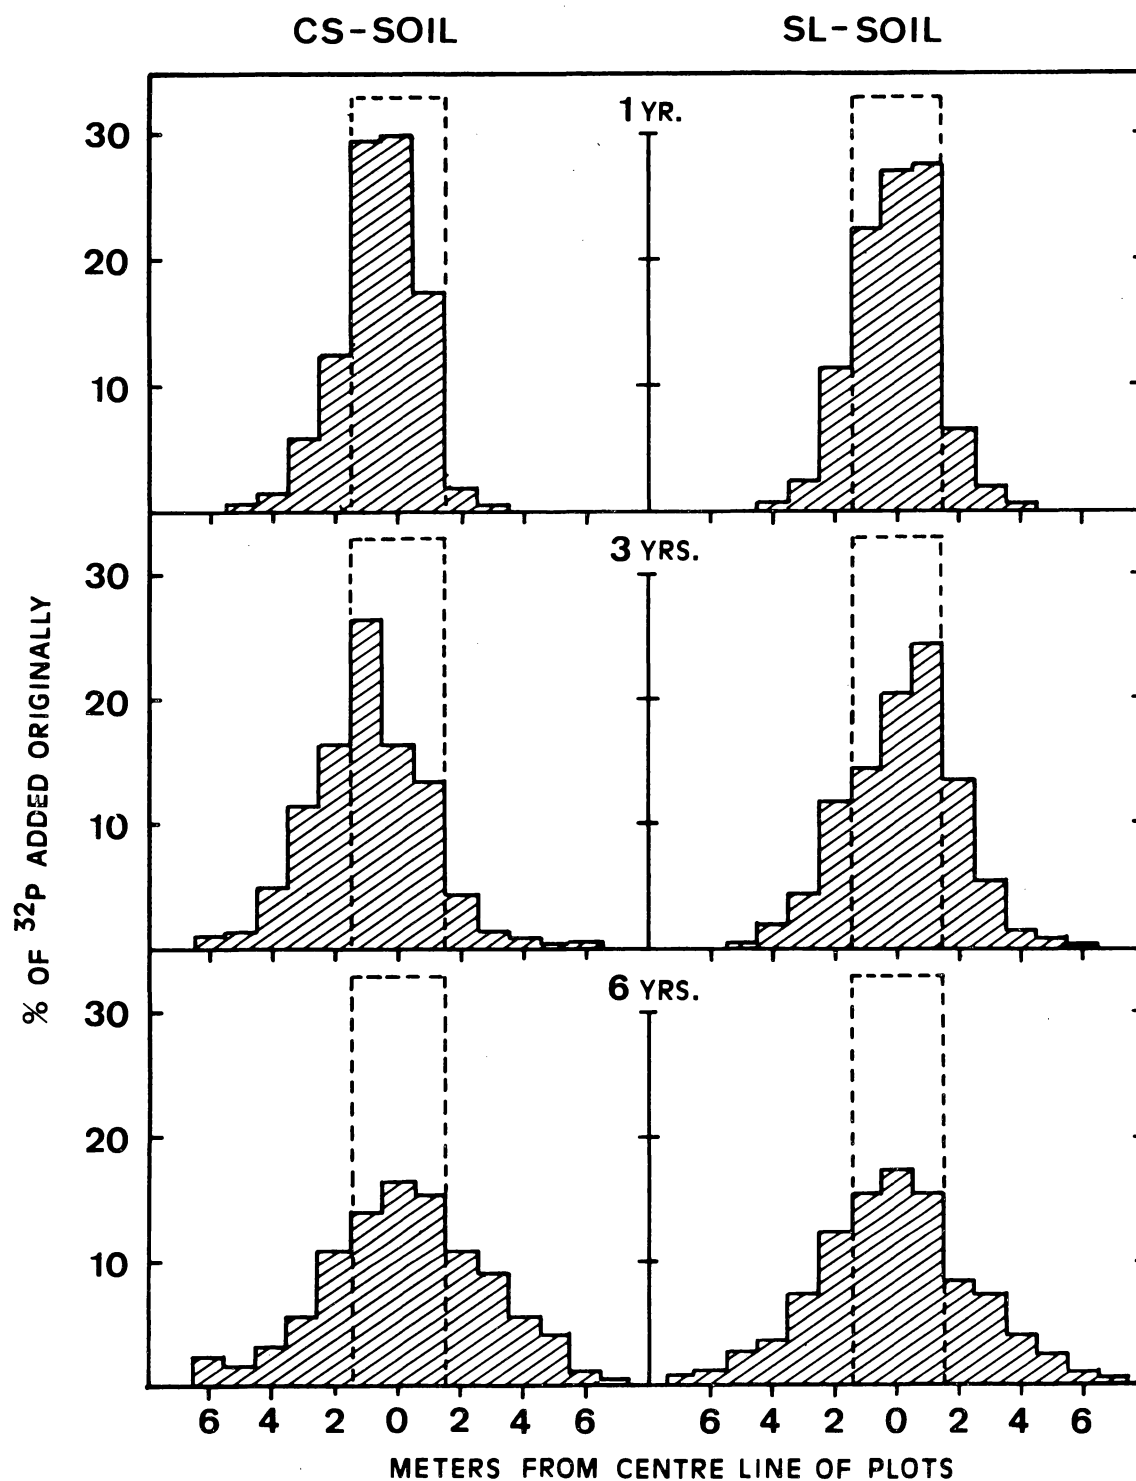 CS-SOIL SL-SOIL
1 YR.
30
20
10
3 YRS.
30
20
10
6 YRS.
30
20
10
6 4 2 0 2 4 6 6 4 2 0 2 4 6
METERS FROM CENTRE LINE OF PLOTS
% OF 32P ADDED ORIGINALLY